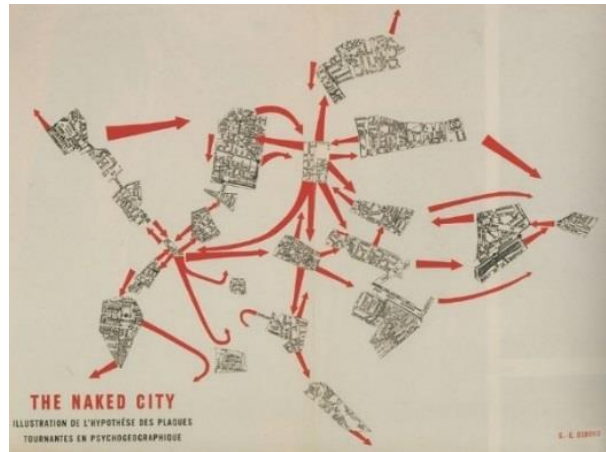 THE NAKED CITY
ILLUSTRATION DE L'HYPOTHÈSE DES PLAQUES
TOURNANTES EN PSYCHOGEOGRAPHIQUE
G.-E. DEBORD